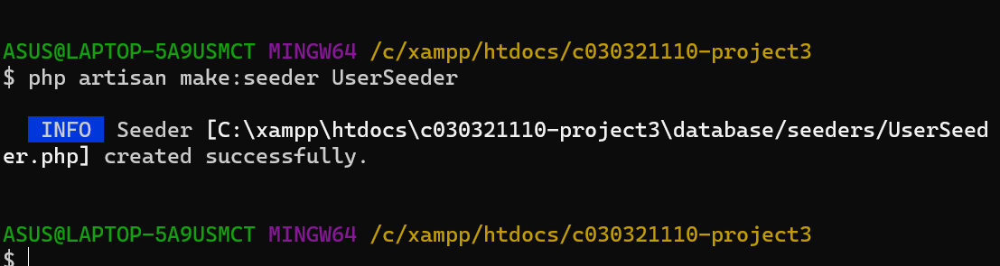 ASUS@LAPTOP-5A9USMCT MINGW64 /c/xampp/htdocs/c030321110-project3
$ php artisan make:seeder UserSeeder
INFO Seeder [C:\xampp\htdocs\c030321110-project3\database/seeders/UserSeed
er.php] created successfully.
ASUS@LAPTOP-5A9USMCT MINGW64 /c/xampp/htdocs/c030321110-project3
$